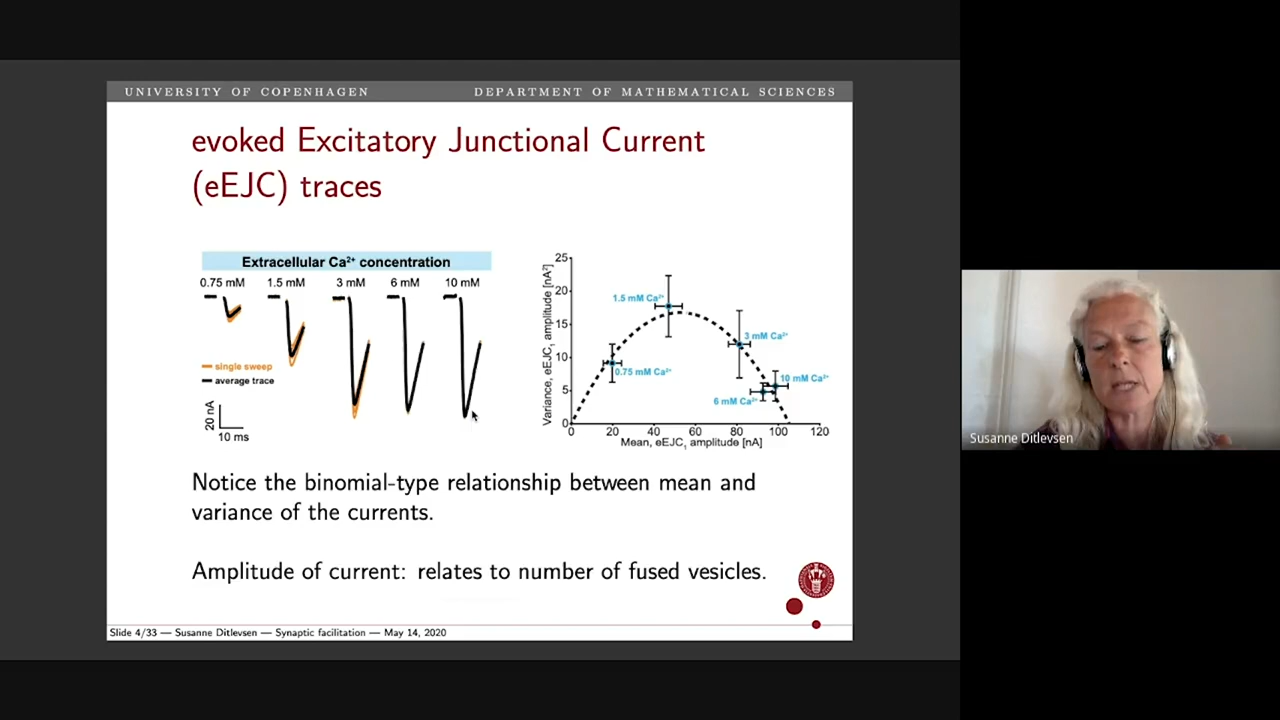 UNIVERSITY OF COPENHAGEN
DEPARTMENT OF MATHEMATICAL SCIENCES
evoked Excitatory Junctional Current
(eEJC) traces
Extracellular Ca²⁺ concentration
0.75 mM 1.5 mM 3 mM 6 mM 10 mM
single sweep
average trace
20 nA
10 ms
Variance, eEJC₁ amplitude [nA²]
25
20
15
10
5
0
1.5 mM Ca²⁺
3 mM Ca²⁺
0.75 mM Ca²⁺
10 mM Ca²⁺
6 mM Ca²⁺
0 20 40 60 80 100 120
Mean, eEJC₁ amplitude [nA]
Notice the binomial-type relationship between mean and
variance of the currents.
Amplitude of current: relates to number of fused vesicles.
Slide 4/33 — Susanne Ditlevsen — Synaptic facilitation — May 14, 2020
Susanne Ditlevsen